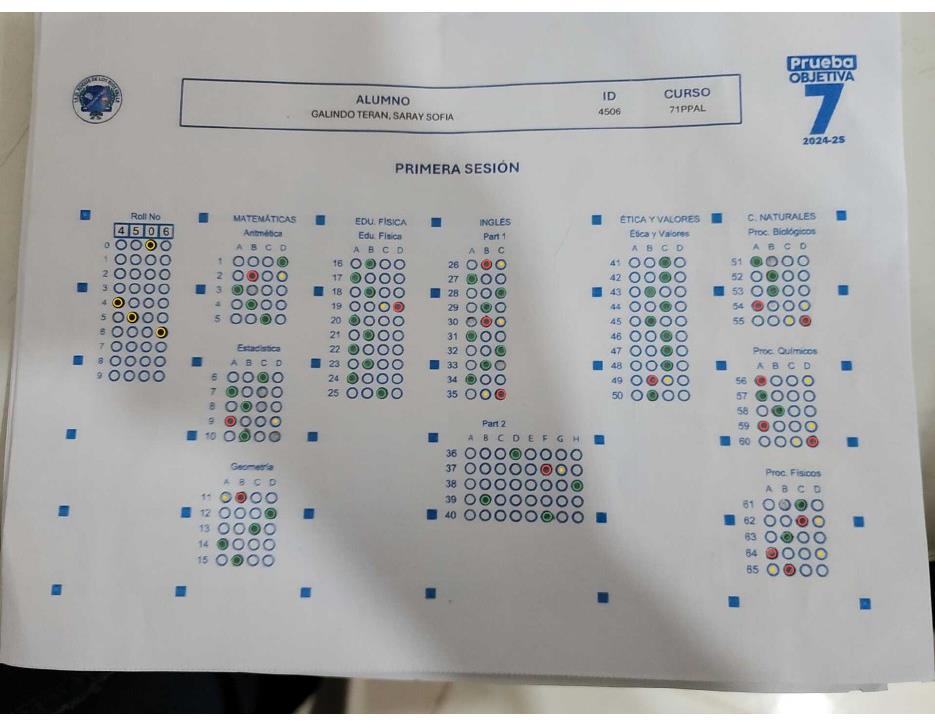 Prueba
OBJETIVA
7
2024-25
ALUMNO
GALINDO TERAN, SARAY SOFIA
ID
4506
CURSO
71PPAL
PRIMERA SESIÓN
Roll No
4 5 0 6
0
1
2
3
4
5
6
7
8
9
MATEMÁTICAS
Aritmética
A B C D
1
2
3
4
5
Estadística
A B C D
6
7
8
9
10
Geometría
A B C D
11
12
13
14
15
EDU. FÍSICA
Edu. Física
A B C D
16
17
18
19
20
21
22
23
24
25
INGLÉS
Part 1
A B C
26
27
28
29
30
31
32
33
34
35
Part 2
A B C D E F G H
36
37
38
39
40
ÉTICA Y VALORES
Ética y Valores
A B C D
41
42
43
44
45
46
47
48
49
50
C. NATURALES
Proc. Biológicos
A B C D
51
52
53
54
55
Proc. Químicos
A B C D
56
57
58
59
60
Proc. Físicos
A B C D
61
62
63
64
65